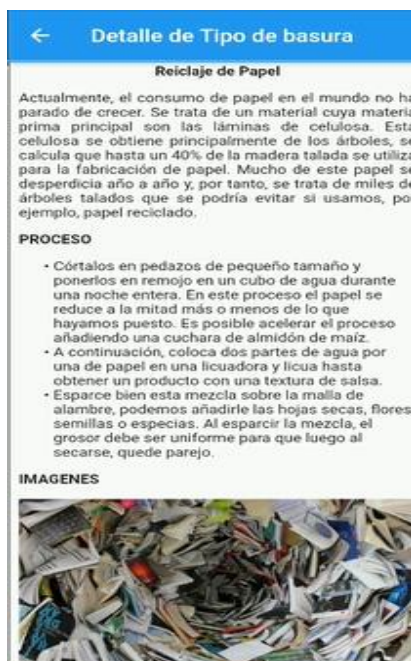 Detalle de Tipo de basura
Reiclaje de Papel
Actualmente, el consumo de papel en el mundo no ha
parado de crecer. Se trata de un material cuya materia
prima principal son las láminas de celulosa. Esta
celulosa se obtiene principalmente de los árboles, se
calcula que hasta un 40% de la madera talada se utiliza
para la fabricación de papel. Mucho de este papel se
desperdicia año a año y, por tanto, se trata de miles de
árboles talados que se podría evitar si usamos, por
ejemplo, papel reciclado.
PROCESO
• Córtalos en pedazos de pequeño tamaño y
ponerlos en remojo en un cubo de agua durante
una noche entera. En este proceso el papel se
reduce a la mitad más o menos de lo que
hayamos puesto. Es posible acelerar el proceso
añadiendo una cuchara de almidón de maíz.
• A continuación, coloca dos partes de agua por
una de papel en una licuadora y licua hasta
obtener un producto con una textura de salsa.
• Esparce bien esta mezcla sobre la malla de
alambre, podemos añadirle las hojas secas, flores,
semillas o especias. Al esparcir la mezcla, el
grosor debe ser uniforme para que luego al
secarse, quede parejo.
IMAGENES